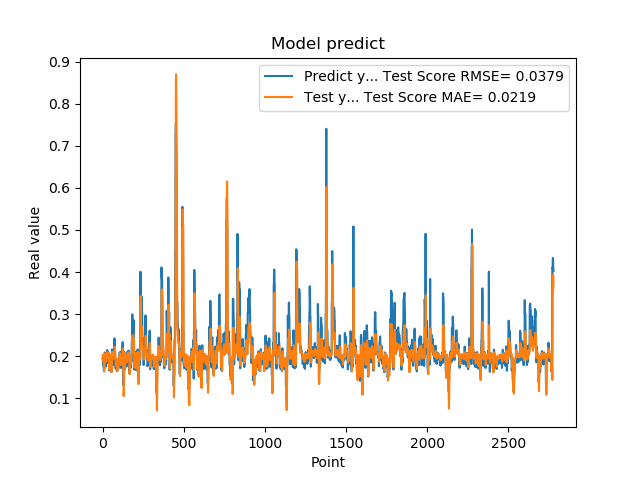 Model predict
Predict y... Test Score RMSE= 0.0379
Test y... Test Score MAE= 0.0219
Real value
0.9
0.8
0.7
0.6
0.5
0.4
0.3
0.2
0.1
0 500 1000 1500 2000 2500
Point